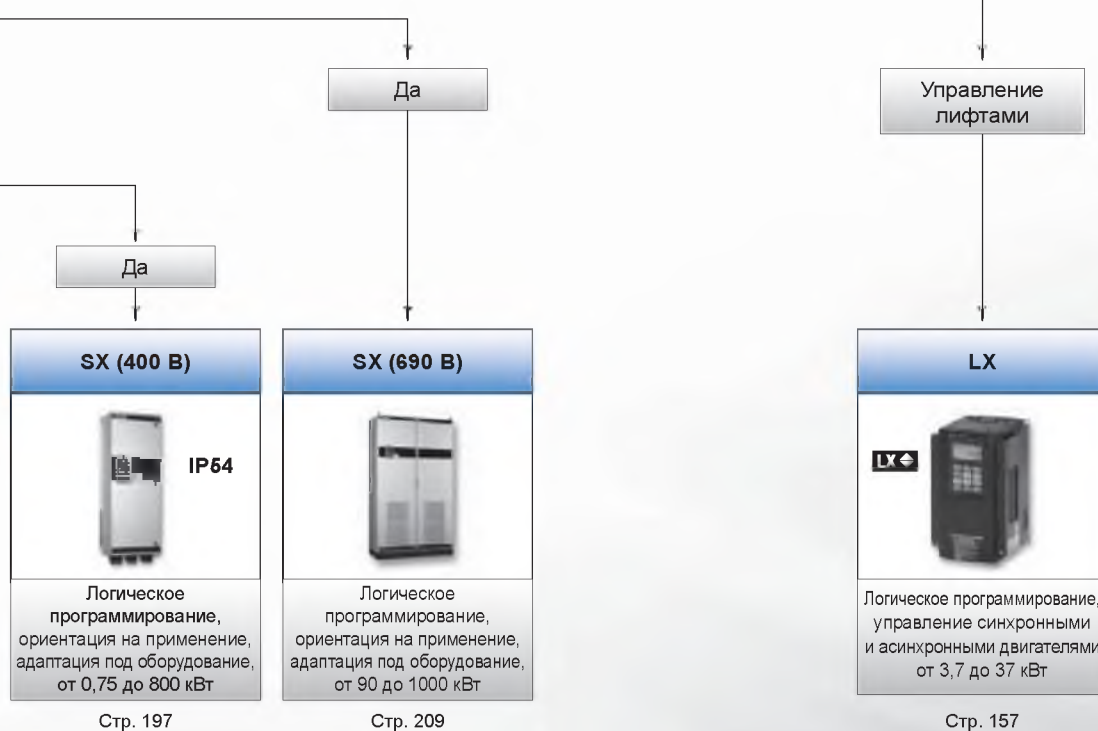 Да
Управление
лифтами
Да
SX (400 В)
IP54
Логическое
программирование,
ориентация на применение,
адаптация под оборудование,
от 0,75 до 800 кВт
Стр. 197
SX (690 В)
Логическое
программирование,
ориентация на применение,
адаптация под оборудование,
от 90 до 1000 кВт
Стр. 209
LX
LX
Логическое программирование,
управление синхронными
и асинхронными двигателями
от 3,7 до 37 кВт
Стр. 157